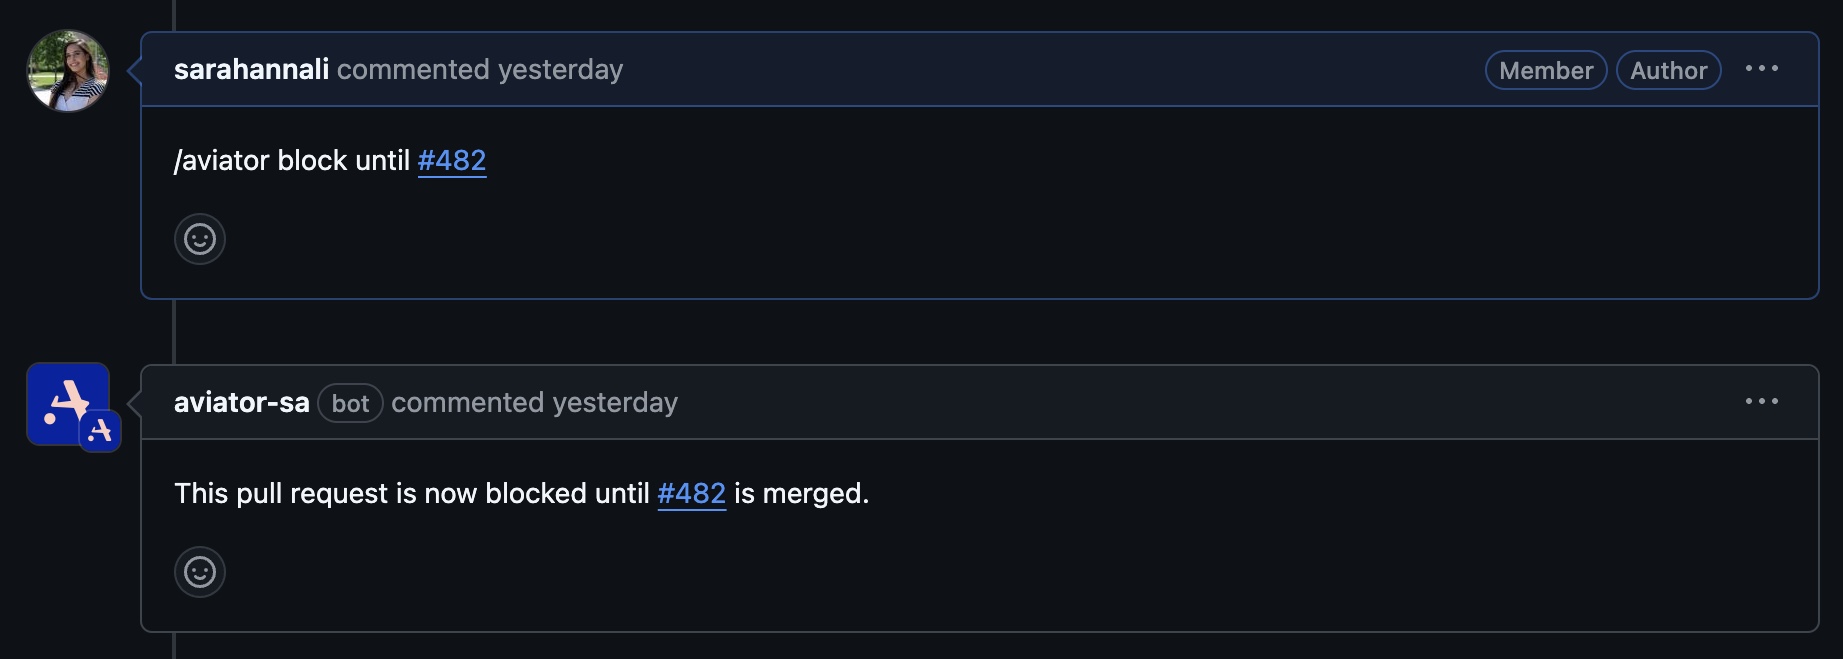 sarahannali commented yesterday Member Author
/aviator block until #482
aviator-sa bot commented yesterday
This pull request is now blocked until #482 is merged.